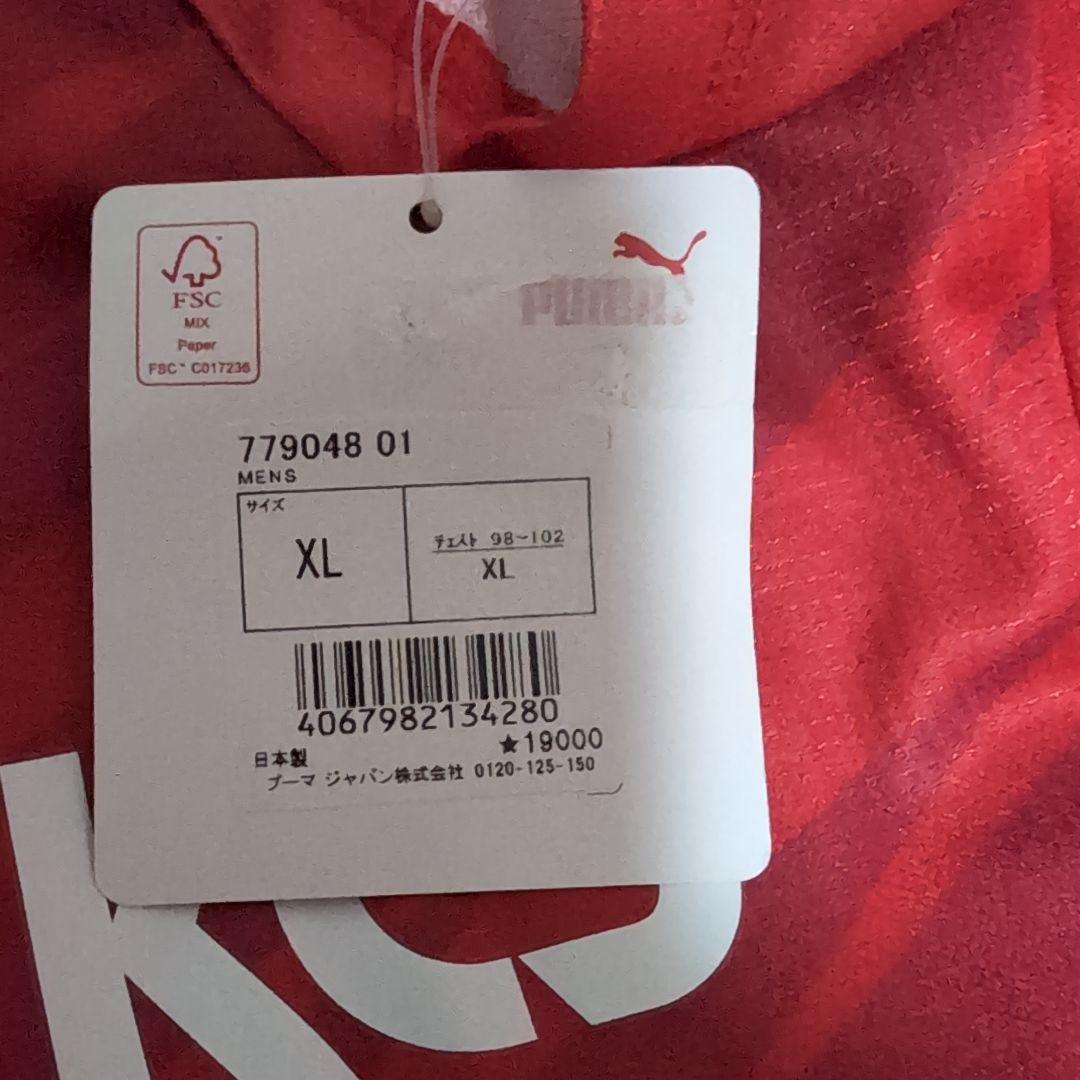 FSC
MIX
Paper
FSC™ C017236
PUMA
779048 01
MENS
サイズ
XL
チェスト 98~102
XL
4067982134280
★19000
日本製
プーマ ジャパン株式会社 0120-125-150